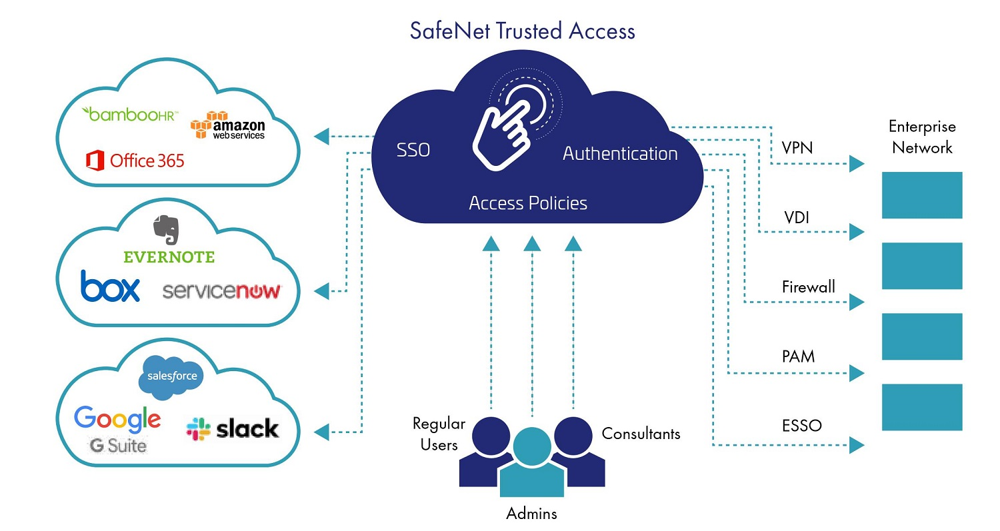 SafeNet Trusted Access
bambooHR™
amazon
web services
Office 365
EVERNOTE
box
servicenow
salesforce
Google
G Suite
slack
SSO
Authentication
Access Policies
Regular
Users
Consultants
Admins
VPN
VDI
Firewall
PAM
ESSO
Enterprise
Network